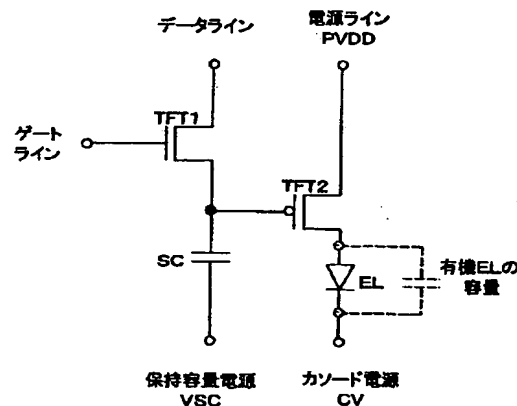 データライン
電源ライン
PVDD
ゲート
ライン
TFT1
TFT2
SC
EL
有機ELの
容量
保持容量電源
VSC
カソード電源
CV